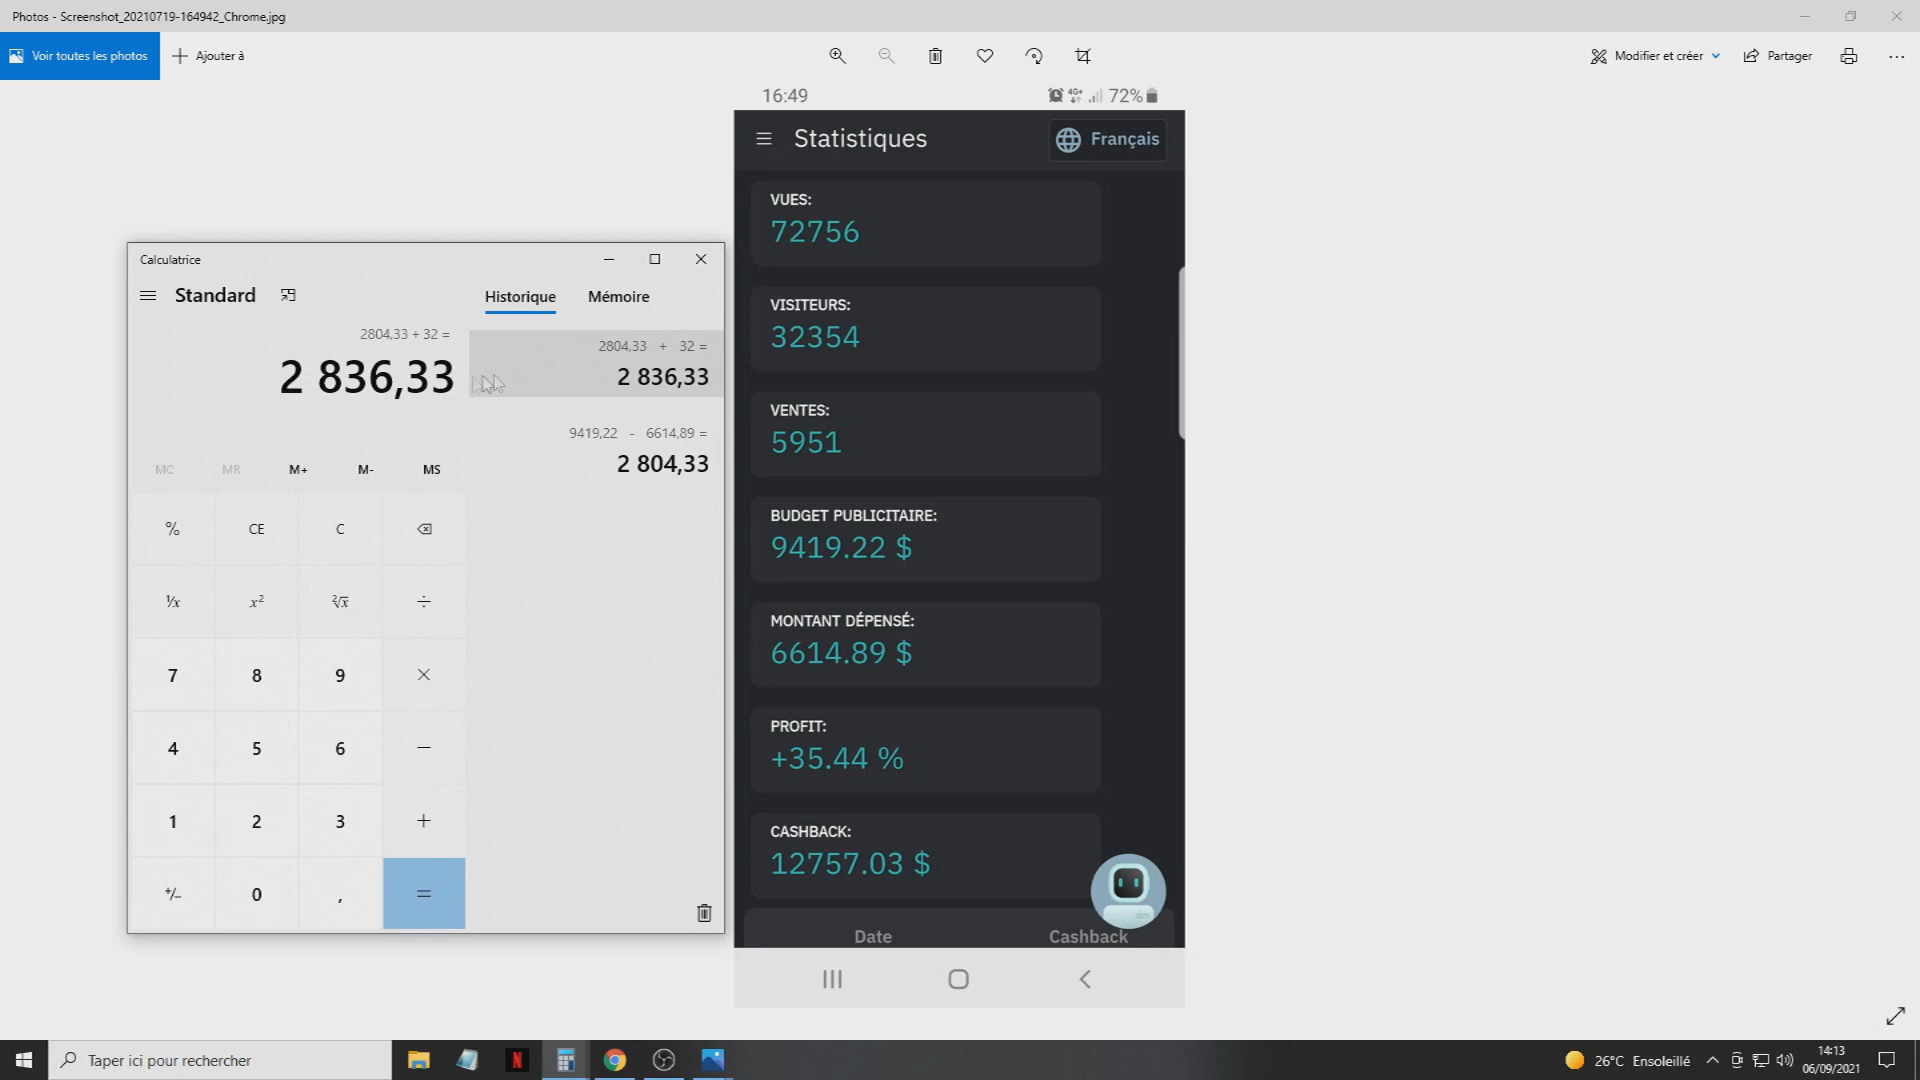 Photos - Screenshot_20210719-164942_Chrome.jpg
Voir toutes les photos
Ajouter à
Modifier et créer
Partager
16:49
4G+
72%
Statistiques
Français
VUES:
72756
VISITEURS:
32354
VENTES:
5951
BUDGET PUBLICITAIRE:
9419.22 $
MONTANT DÉPENSÉ:
6614.89 $
PROFIT:
+35.44 %
CASHBACK:
12757.03 $
Date Cashback
Calculatrice
Standard
Historique Mémoire
2804,33 + 32 =
2 836,33
2804,33 + 32 =
2 836,33
9419,22 - 6614,89 =
2 804,33
MC MR M+ M- MS
% CE C
⅟x x² ²√x ÷
7 8 9 ×
4 5 6 −
1 2 3 +
+/− 0 , =
Taper ici pour rechercher
N
26°C Ensoleillé
14:13
06/09/2021